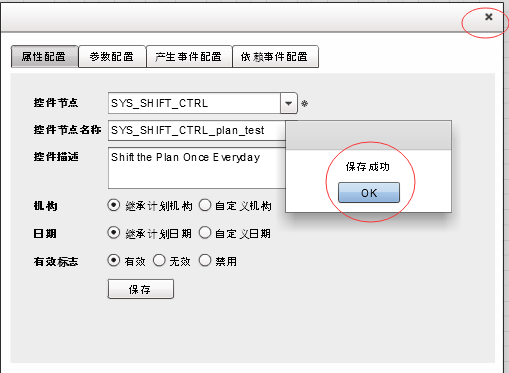 属性配置 参数配置 产生事件配置 依赖事件配置
控件节点 SYS_SHIFT_CTRL
控件节点名称 SYS_SHIFT_CTRL_plan_test
控件描述 Shift the Plan Once Everyday
保存成功
OK
机构 继承计划机构 自定义机构
日期 继承计划日期 自定义日期
有效标志 有效 无效 禁用
保存